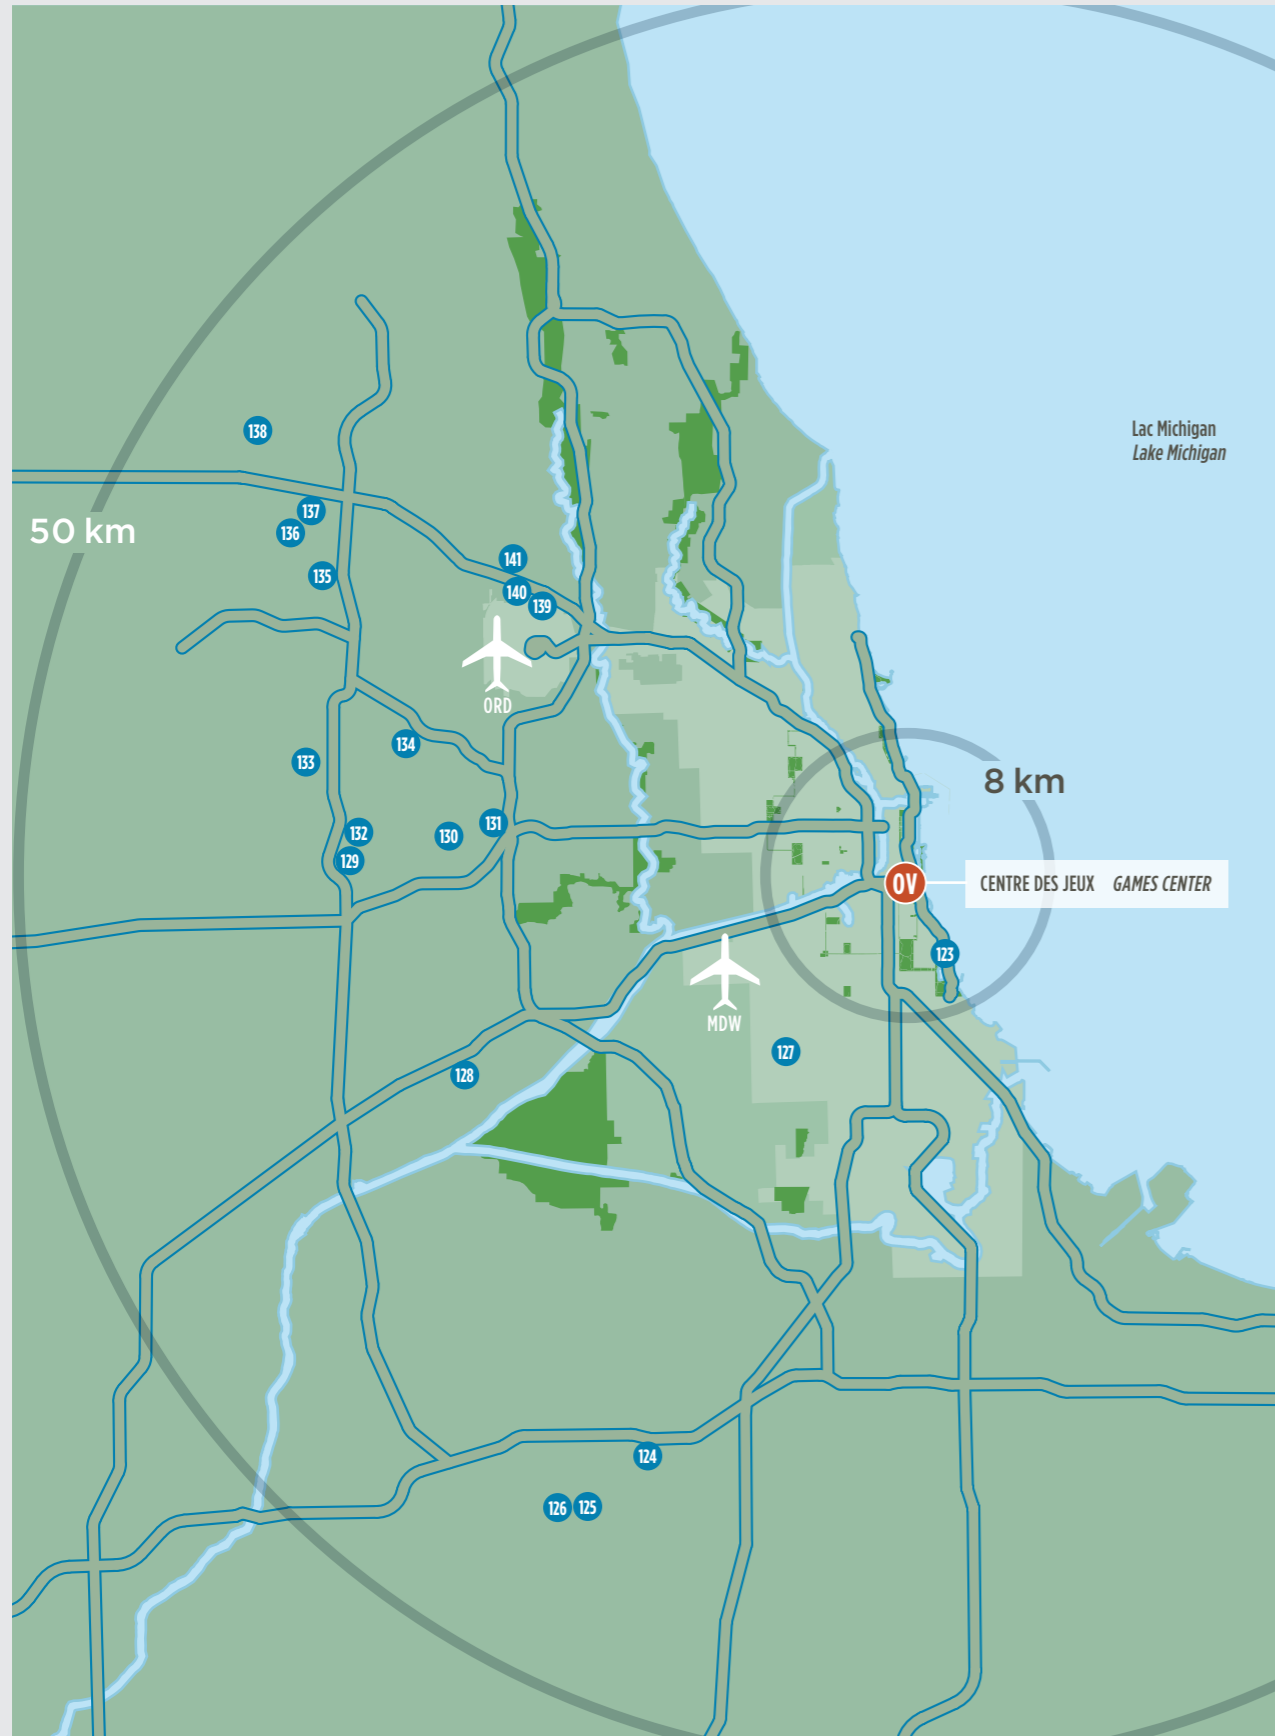 Lac Michigan
Lake Michigan
138
50 km
137
136
141
135
140
139
ORD
134
133
8 km
131
132
130
129
OV
CENTRE DES JEUX GAMES CENTER
123
MDW
127
128
124
126
125